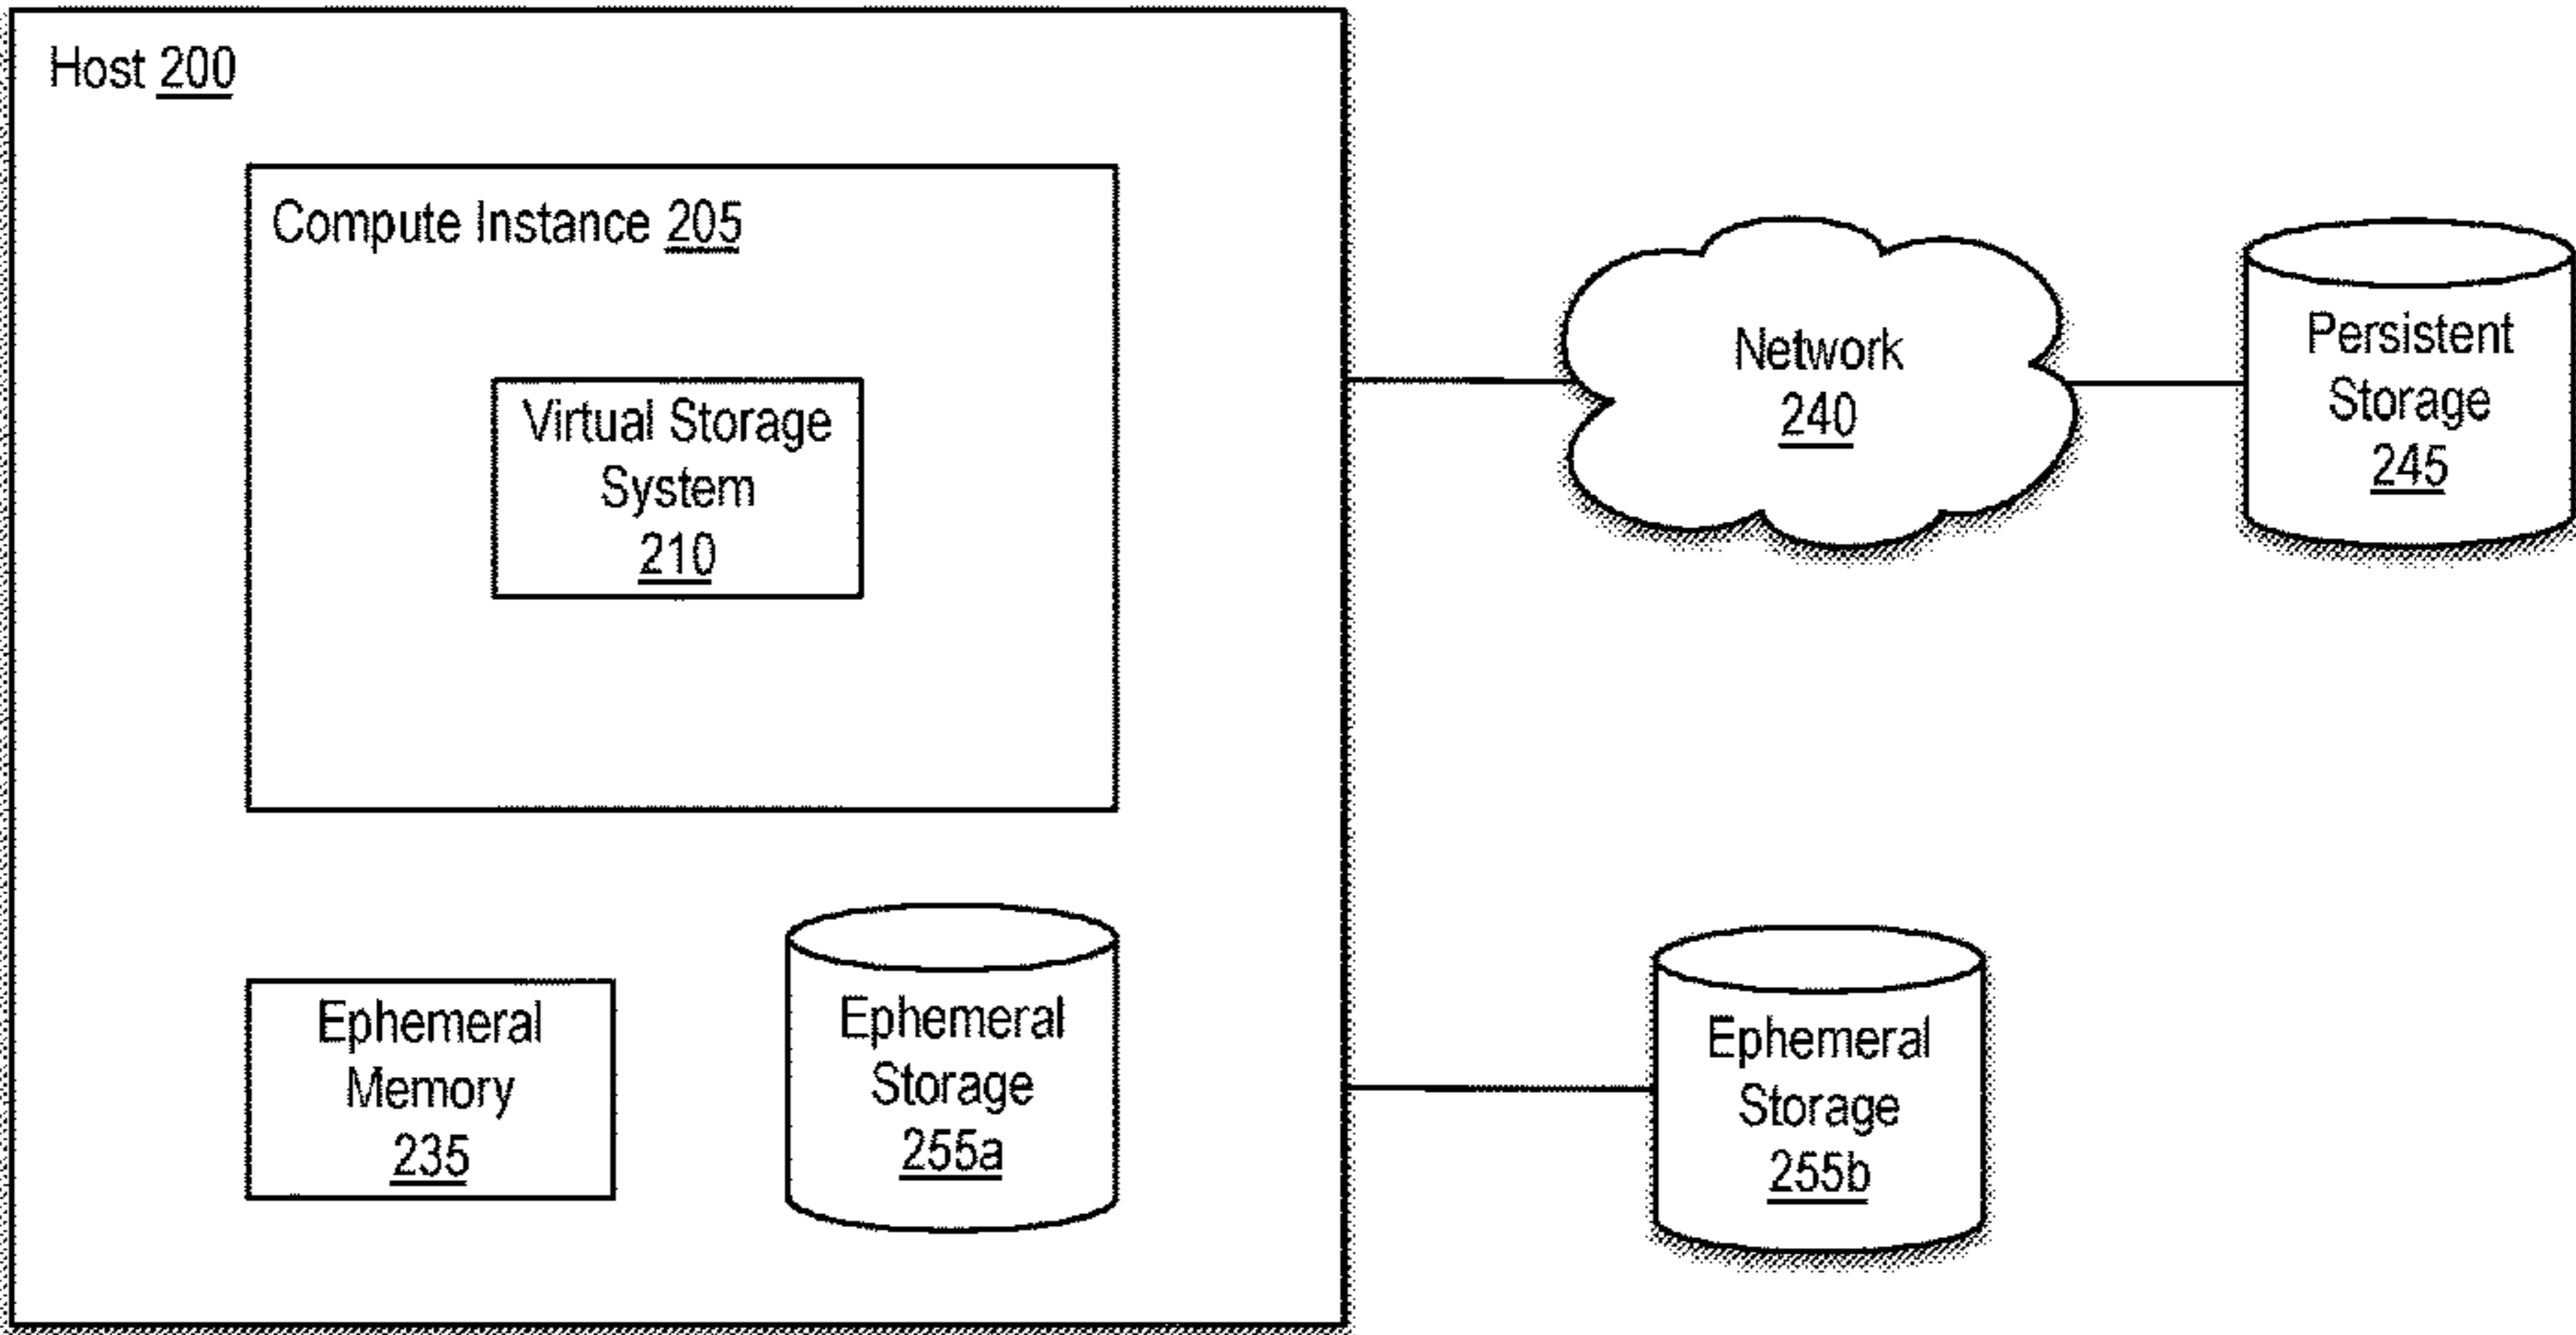 Host 200
Compute Instance 205
Virtual Storage
System
210
Network
240
Persistent
Storage
245
Ephemeral
Memory
235
Ephemeral
Storage
255a
Ephemeral
Storage
255b